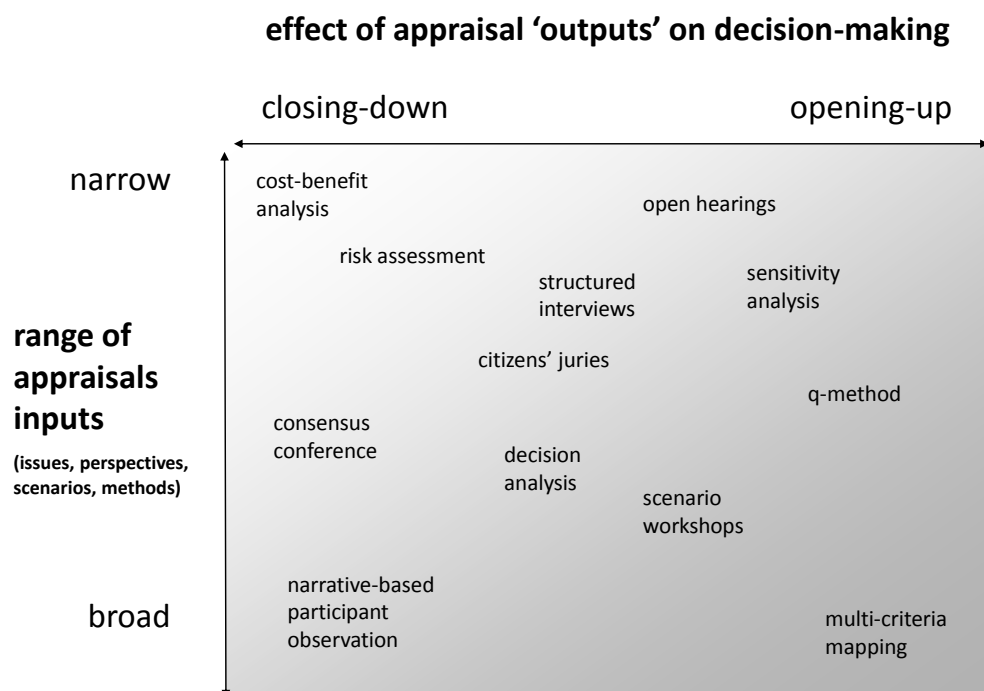 effect of appraisal ‘outputs’ on decision-making
closing-down
opening-up
narrow
cost-benefit
analysis
open hearings
risk assessment
structured
interviews
sensitivity
analysis
range of
appraisals
inputs
(issues, perspectives,
scenarios, methods)
citizens’ juries
q-method
consensus
conference
decision
analysis
scenario
workshops
broad
narrative-based
participant
observation
multi-criteria
mapping